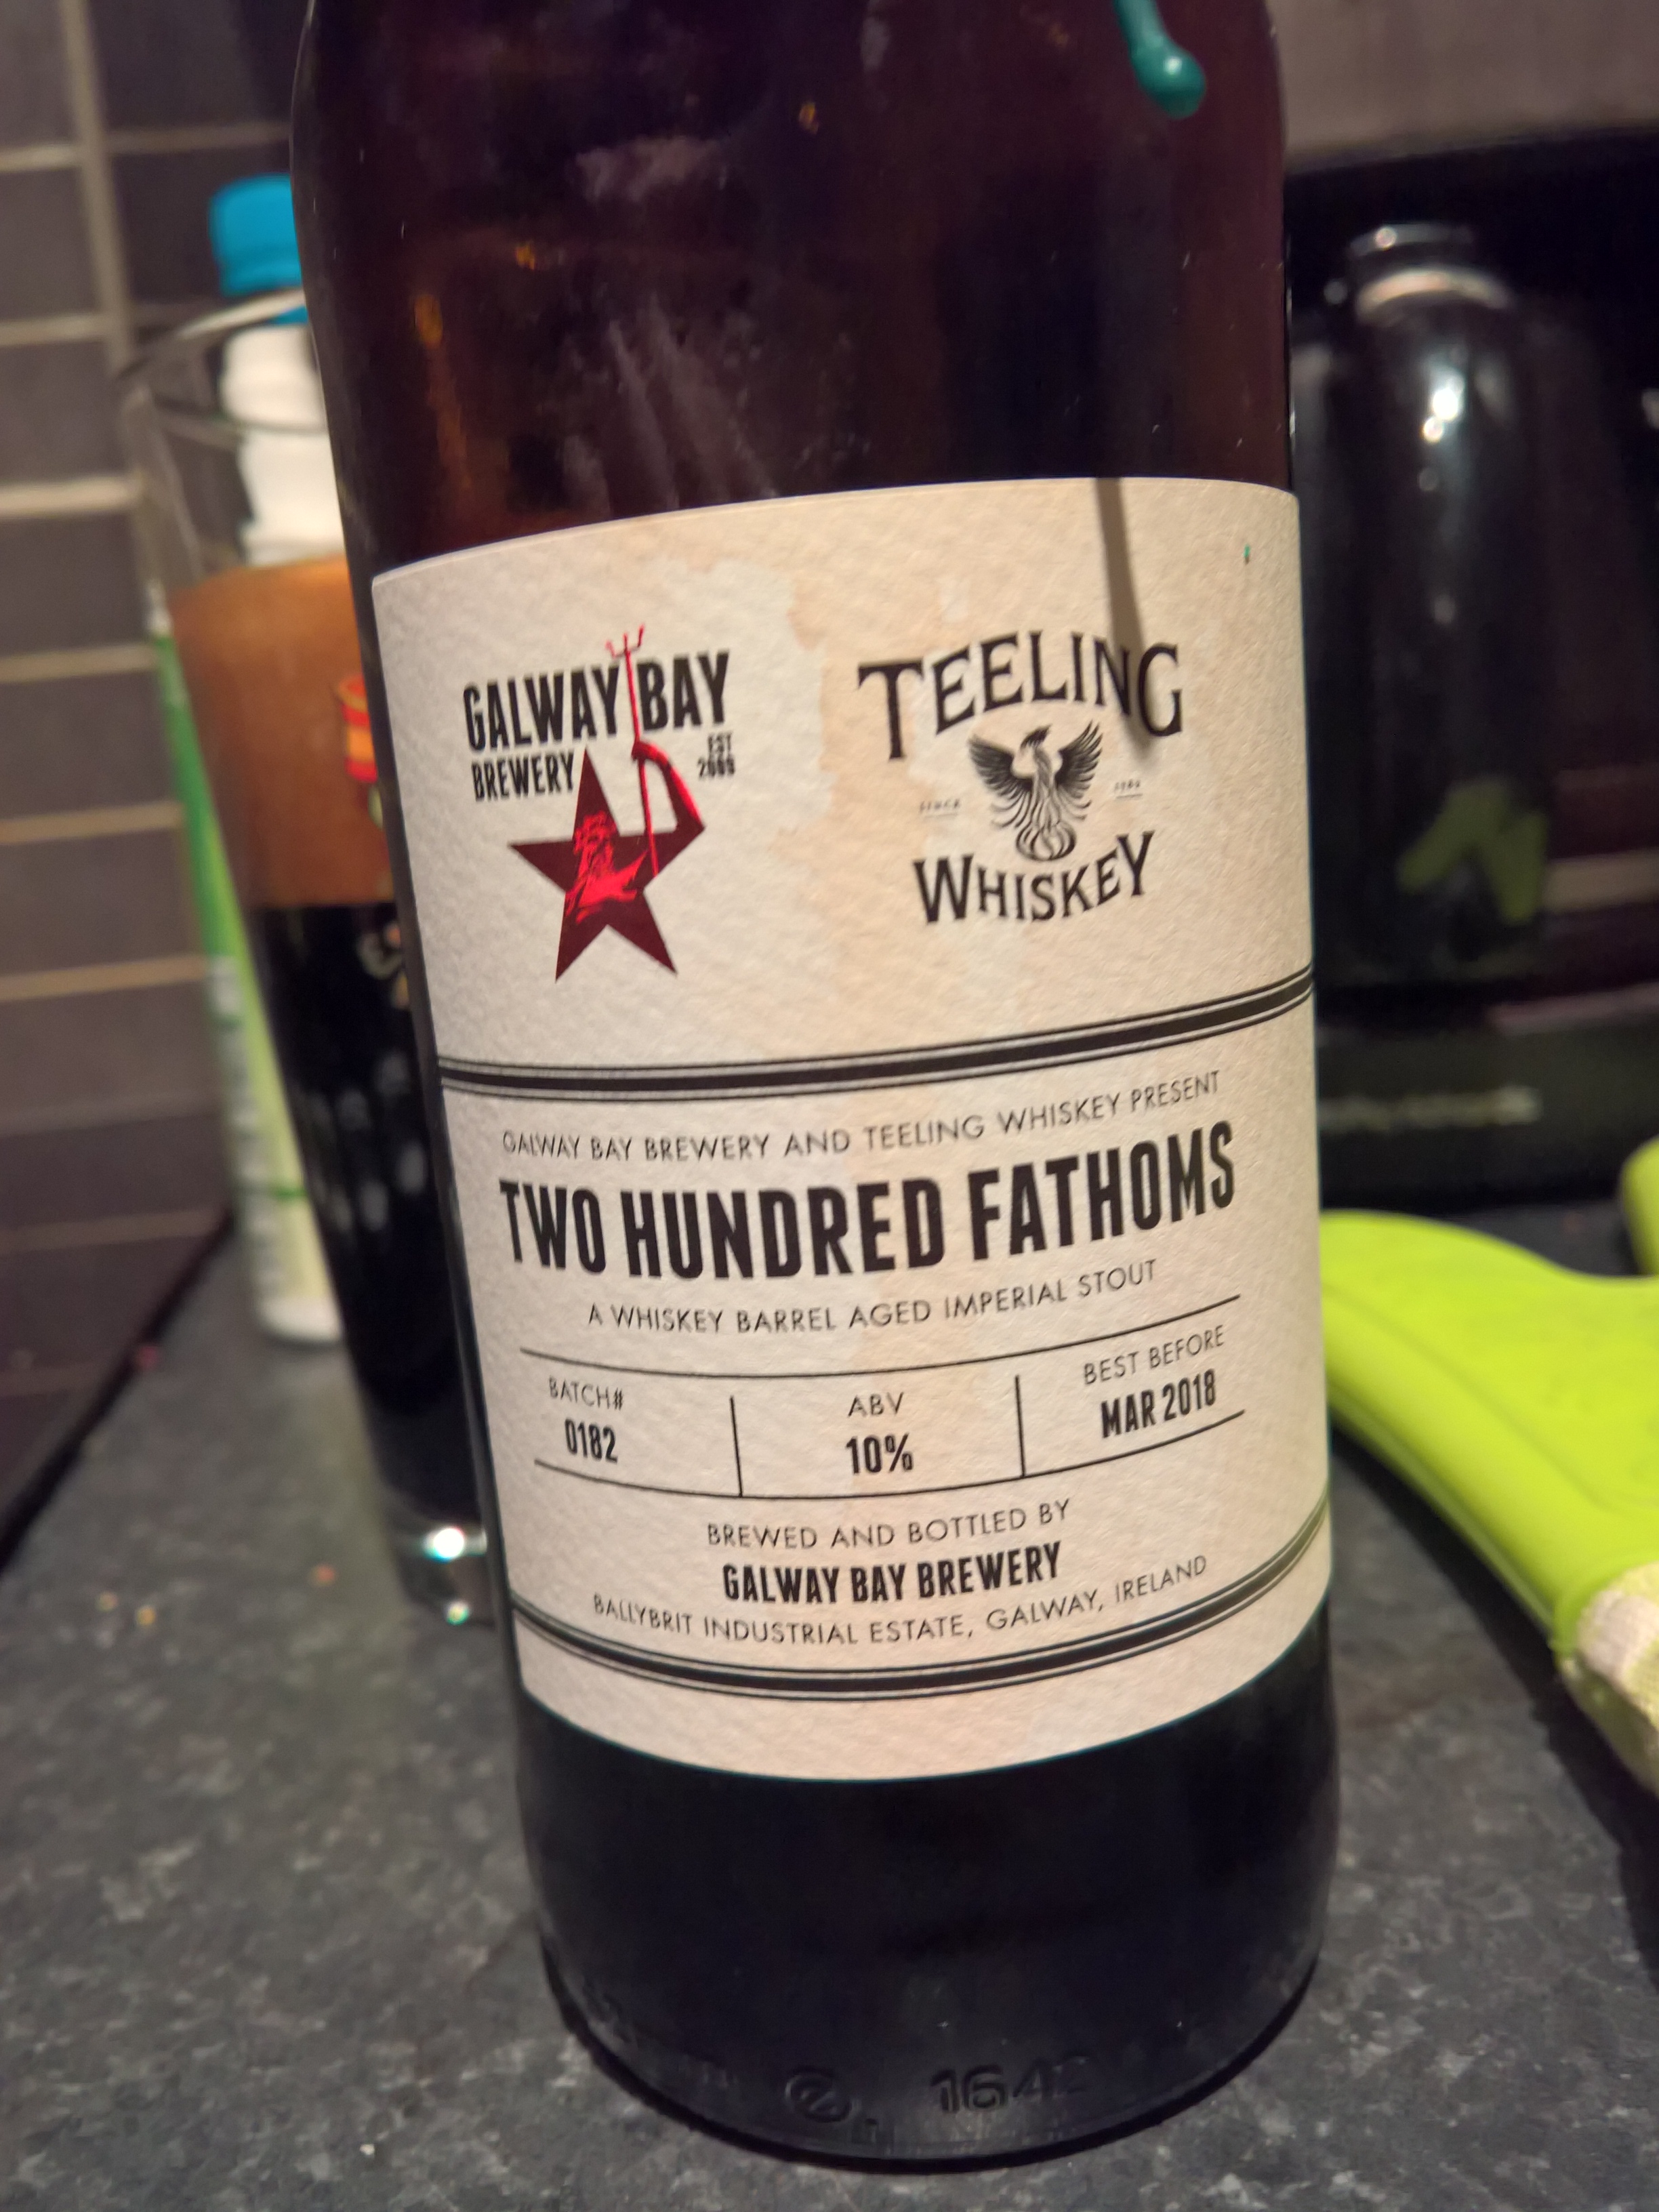 GALWAY BAY
BREWERY
EST
2009
TEELING
WHISKEY
GALWAY BAY BREWERY AND TEELING WHISKEY PRESENT
TWO HUNDRED FATHOMS
A WHISKEY BARREL AGED IMPERIAL STOUT
BATCH#
0182
ABV
10%
BEST BEFORE
MAR 2018
BREWED AND BOTTLED BY
GALWAY BAY BREWERY
BALLYBRIT INDUSTRIAL ESTATE, GALWAY, IRELAND